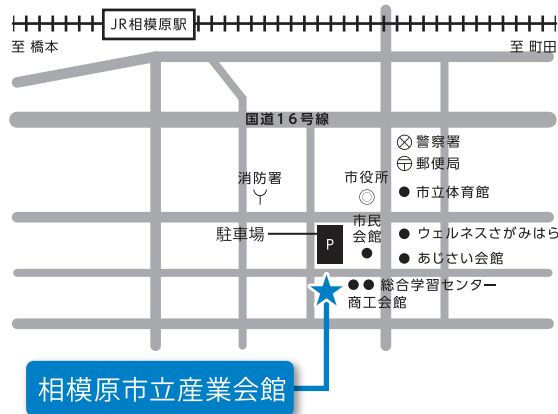 JR相模原駅
至 橋本
至 町田
国道16号線
警察署
郵便局
消防署
市役所
市立体育館
市民
会館
駐車場
P
ウェルネスさがみはら
あじさい会館
総合学習センター
商工会館
相模原市立産業会館